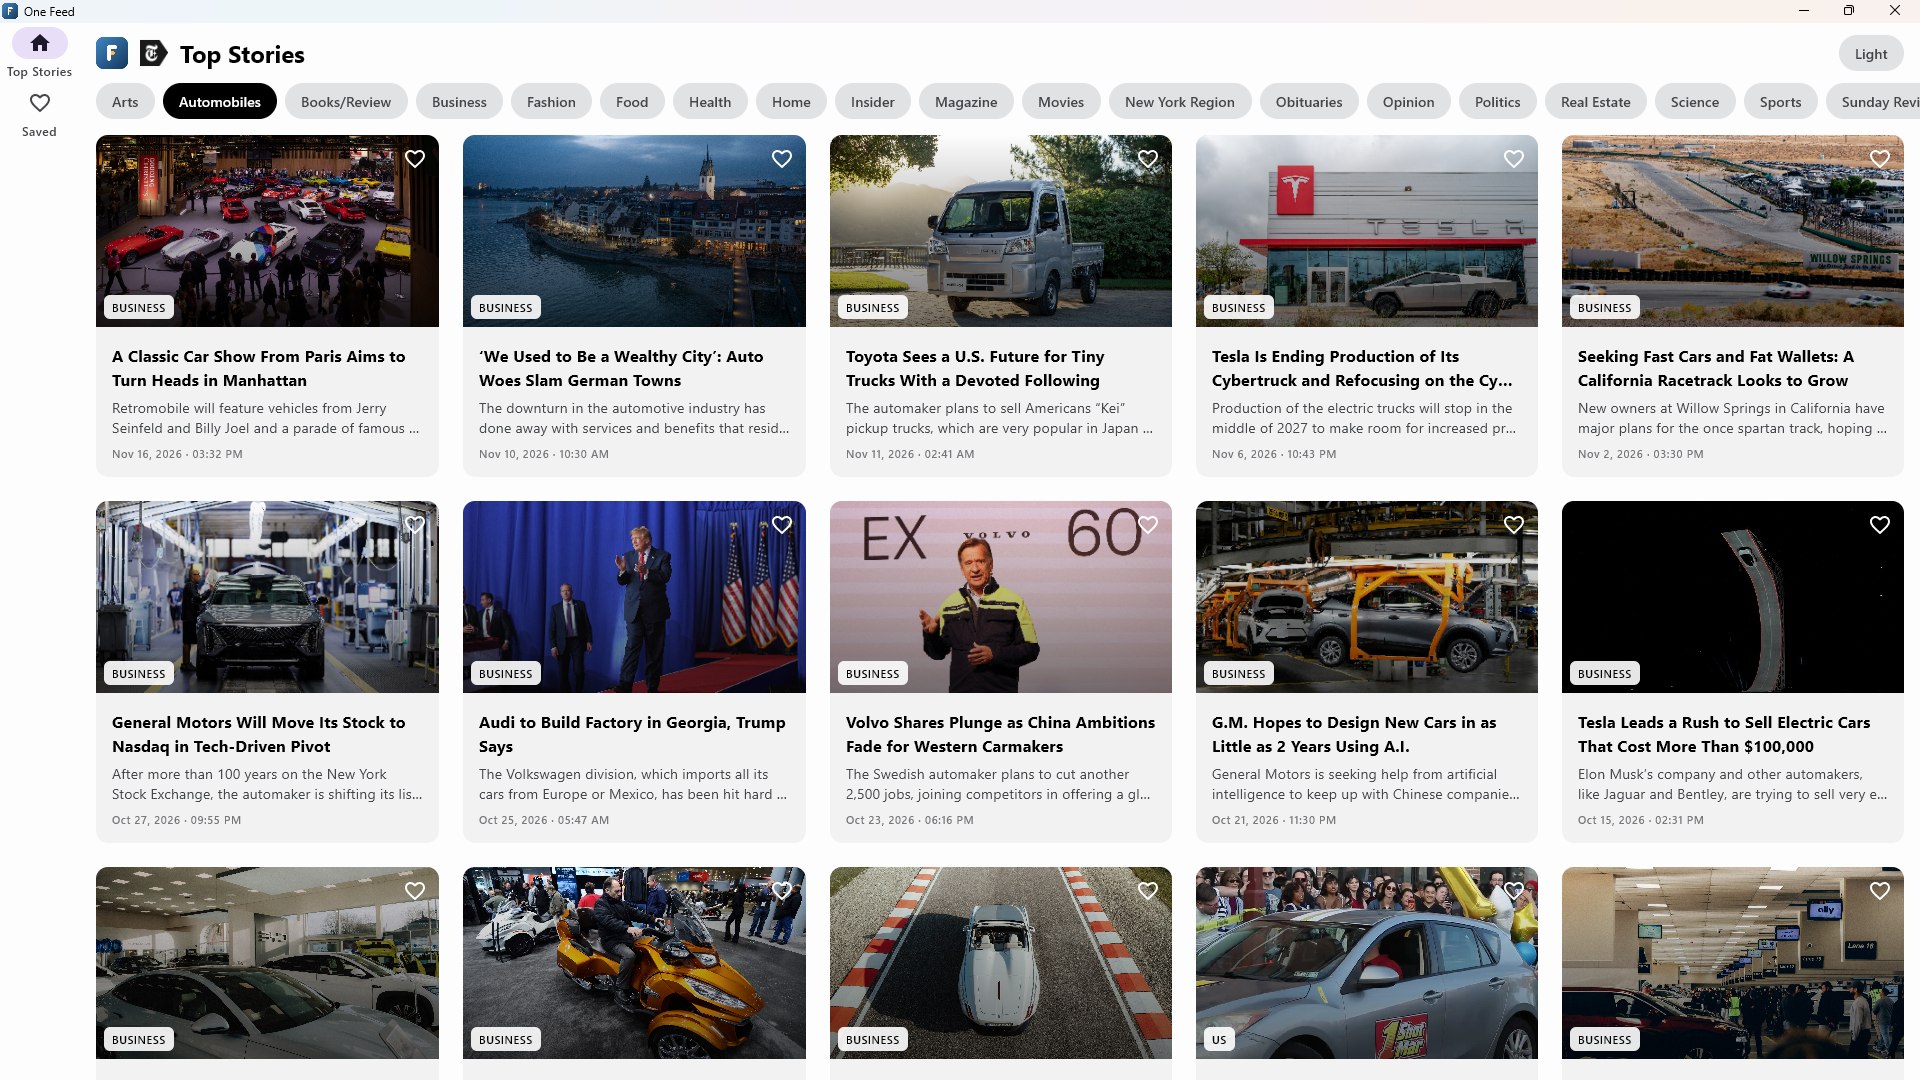 One Feed
Top Stories
Light
Top Stories
Saved
Arts
Automobiles
Books/Review
Business
Fashion
Food
Health
Home
Insider
Magazine
Movies
New York Region
Obituaries
Opinion
Politics
Real Estate
Science
Sports
Sunday Revi
BUSINESS
A Classic Car Show From Paris Aims to
Turn Heads in Manhattan
Retromobile will feature vehicles from Jerry
Seinfeld and Billy Joel and a parade of famous ...
Nov 16, 2026 · 03:32 PM
BUSINESS
‘We Used to Be a Wealthy City’: Auto
Woes Slam German Towns
The downturn in the automotive industry has
done away with services and benefits that resid...
Nov 10, 2026 · 10:30 AM
BUSINESS
Toyota Sees a U.S. Future for Tiny
Trucks With a Devoted Following
The automaker plans to sell Americans “Kei”
pickup trucks, which are very popular in Japan ...
Nov 11, 2026 · 02:41 AM
TESLA
BUSINESS
Tesla Is Ending Production of Its
Cybertruck and Refocusing on the Cy...
Production of the electric trucks will stop in the
middle of 2027 to make room for increased pr...
Nov 6, 2026 · 10:43 PM
WILLOW SPRINGS
BUSINESS
Seeking Fast Cars and Fat Wallets: A
California Racetrack Looks to Grow
New owners at Willow Springs in California have
major plans for the once spartan track, hoping ...
Nov 2, 2026 · 03:30 PM
BUSINESS
General Motors Will Move Its Stock to
Nasdaq in Tech-Driven Pivot
After more than 100 years on the New York
Stock Exchange, the automaker is shifting its lis...
Oct 27, 2026 · 09:55 PM
BUSINESS
Audi to Build Factory in Georgia, Trump
Says
The Volkswagen division, which imports all its
cars from Europe or Mexico, has been hit hard ...
Oct 25, 2026 · 05:47 AM
EX VOLVO 60
BUSINESS
Volvo Shares Plunge as China Ambitions
Fade for Western Carmakers
The Swedish automaker plans to cut another
2,500 jobs, joining competitors in offering a gl...
Oct 23, 2026 · 06:16 PM
BUSINESS
G.M. Hopes to Design New Cars in as
Little as 2 Years Using A.I.
General Motors is seeking help from artificial
intelligence to keep up with Chinese companie...
Oct 21, 2026 · 11:30 PM
BUSINESS
Tesla Leads a Rush to Sell Electric Cars
That Cost More Than $100,000
Elon Musk’s company and other automakers,
like Jaguar and Bentley, are trying to sell very e...
Oct 15, 2026 · 02:31 PM
BUSINESS
BUSINESS
BUSINESS
1 Shot
Mar
US
ally
Lane 16
BUSINESS